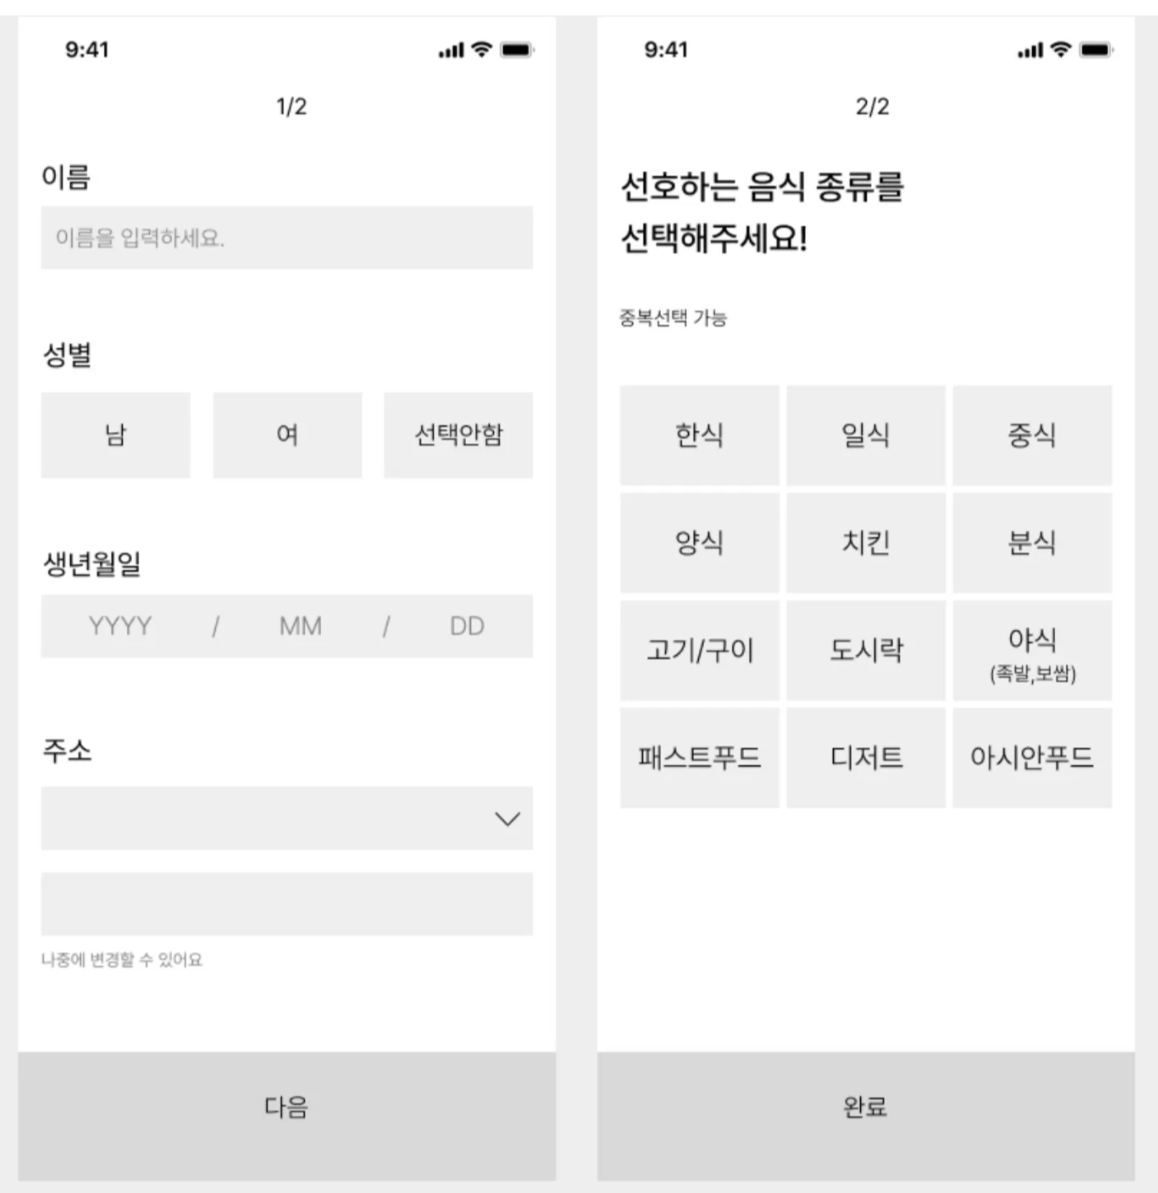 9:41
1/2
이름
이름을 입력하세요.
성별
남
여
선택안함
생년월일
YYYY / MM / DD
주소
나중에 변경할 수 있어요
다음
9:41
2/2
선호하는 음식 종류를
선택해주세요!
중복선택 가능
한식
일식
중식
양식
치킨
분식
고기/구이
도시락
야식
(족발,보쌈)
패스트푸드
디저트
아시안푸드
완료